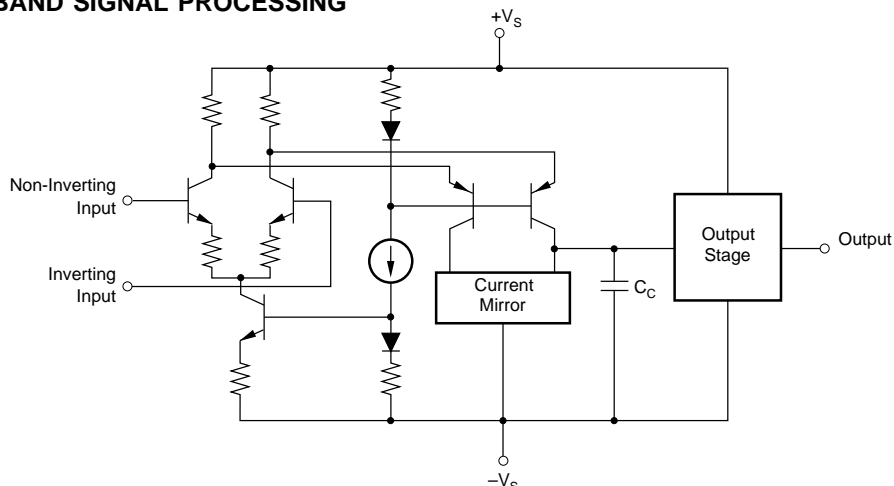 BAND SIGNAL PROCESSING
+VS
Non-Inverting
Input
Inverting
Input
Current
Mirror
CC
Output
Stage
Output
–VS